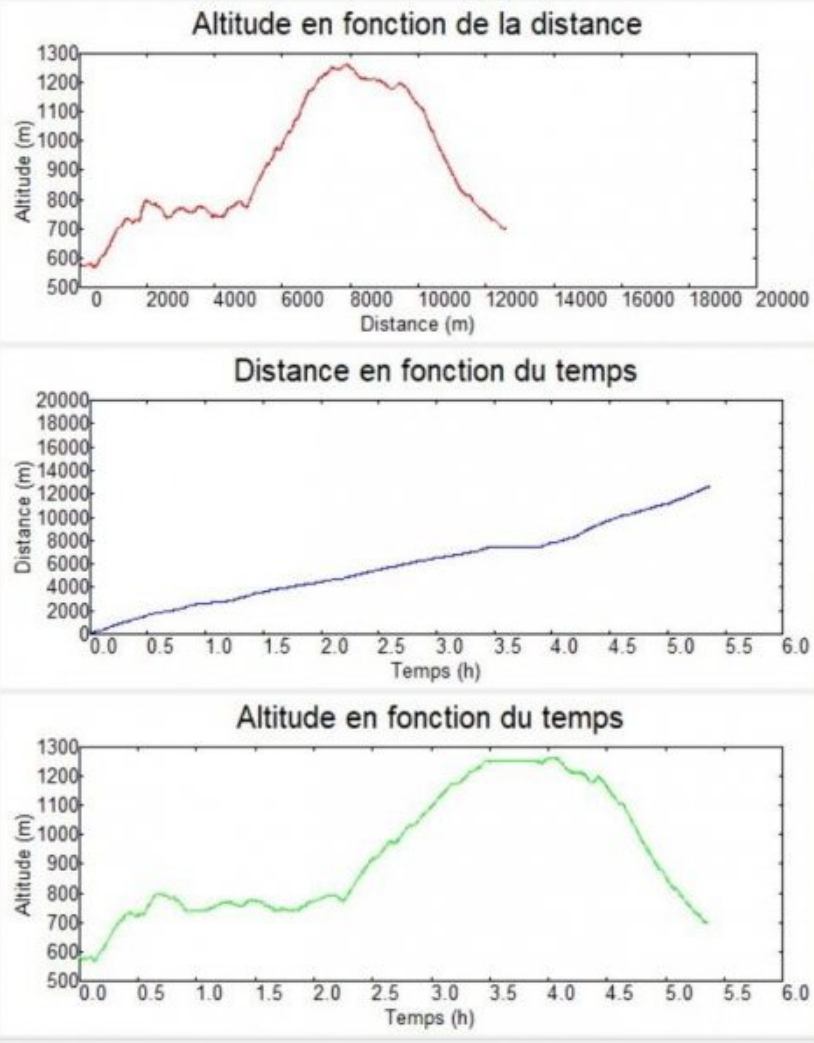 Altitude en fonction de la distance
1300
1200
1100
1000
900
800
700
600
500
Altitude (m)
0 2000 4000 6000 8000 10000 12000 14000 16000 18000 20000
Distance (m)
Distance en fonction du temps
20000
18000
16000
14000
12000
10000
8000
6000
4000
2000
0
Distance (m)
0.0 0.5 1.0 1.5 2.0 2.5 3.0 3.5 4.0 4.5 5.0 5.5 6.0
Temps (h)
Altitude en fonction du temps
1300
1200
1100
1000
900
800
700
600
500
Altitude (m)
0.0 0.5 1.0 1.5 2.0 2.5 3.0 3.5 4.0 4.5 5.0 5.5 6.0
Temps (h)